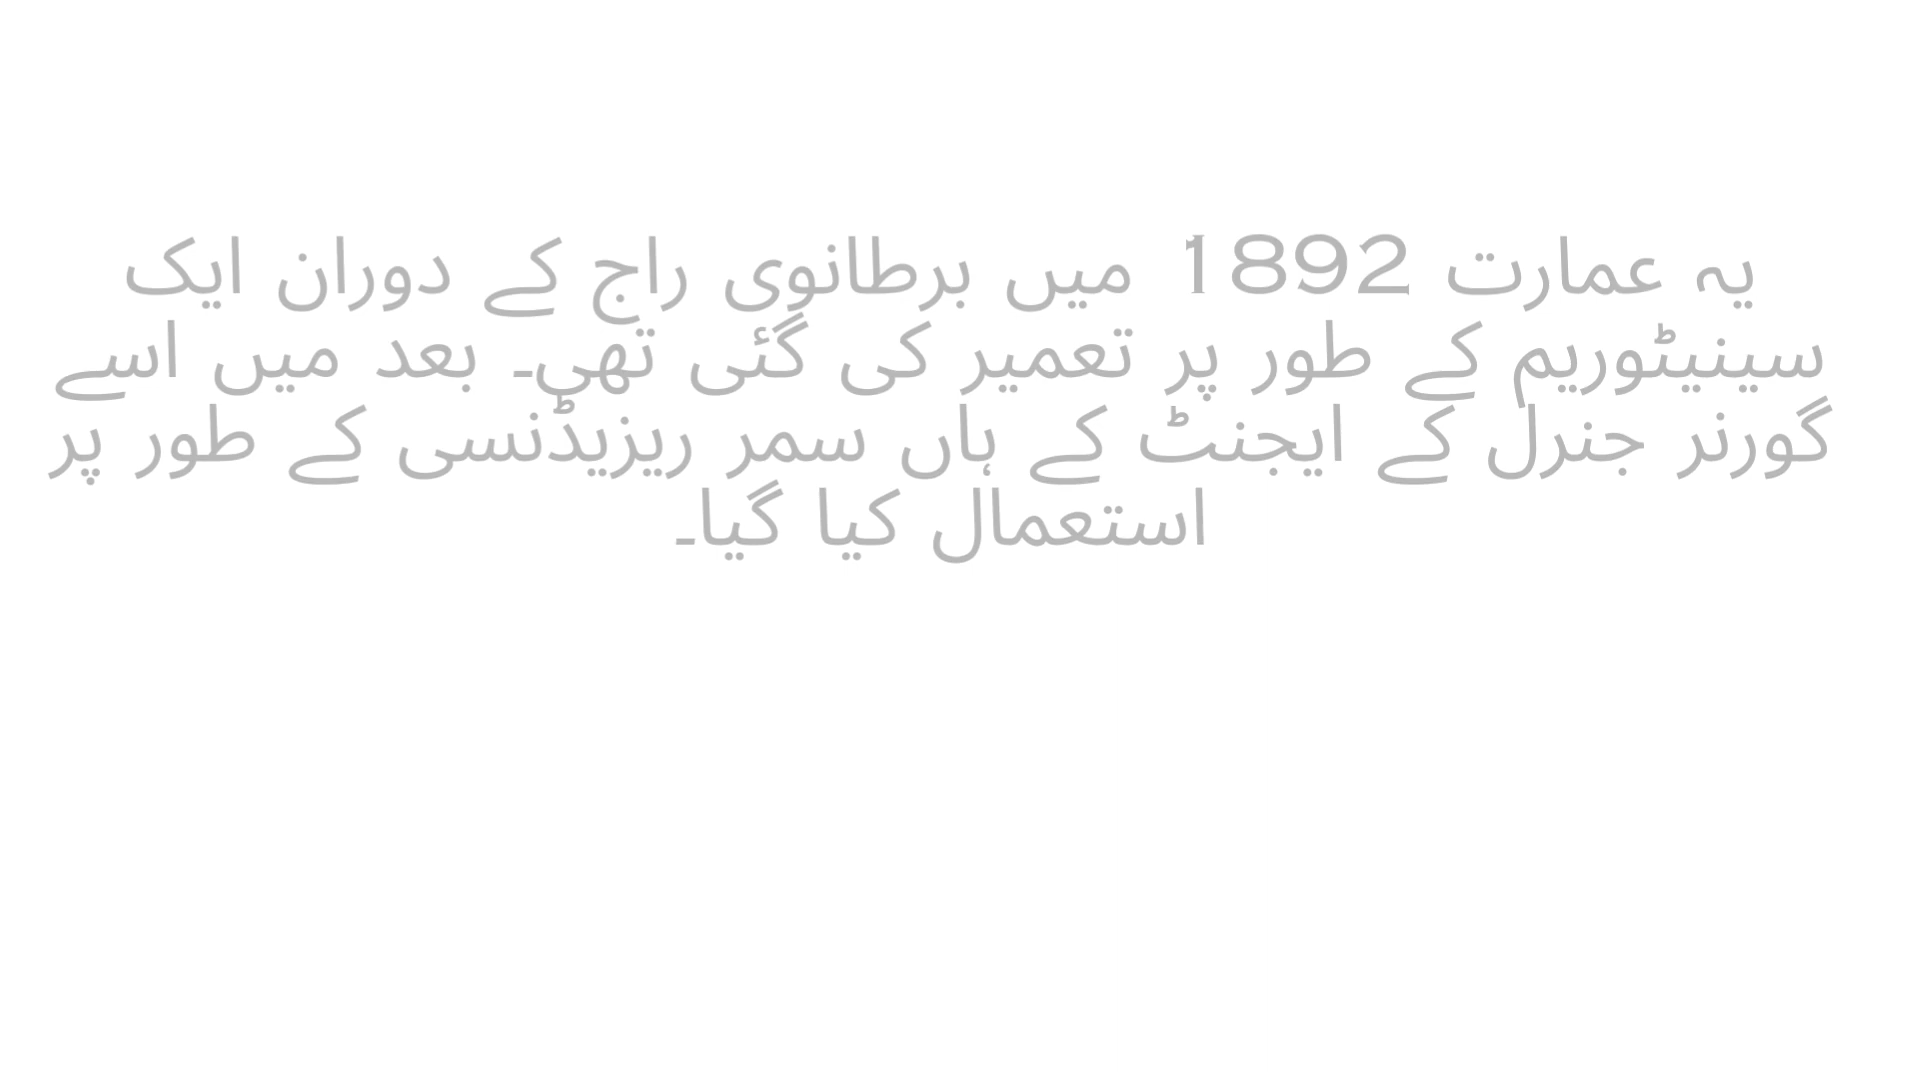 یہ عمارت 1892 میں برطانوی راج کے دوران ایک
سینیٹوریم کے طور پر تعمیر کی گئی تھی۔ بعد میں اسے
گورنر جنرل کے ایجنٹ کے ہاں سمر ریزیڈنسی کے طور پر
استعمال کیا گیا۔